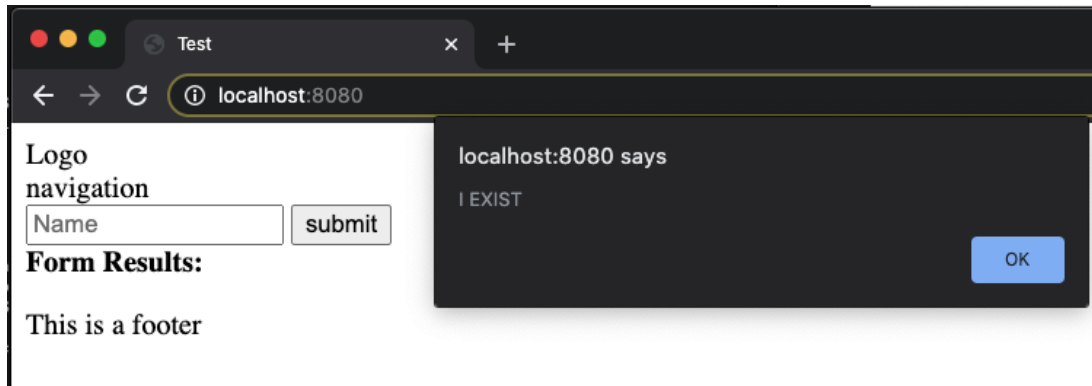 Test
localhost:8080
localhost:8080 says
I EXIST
OK
Logo
navigation
Name submit
Form Results:
This is a footer